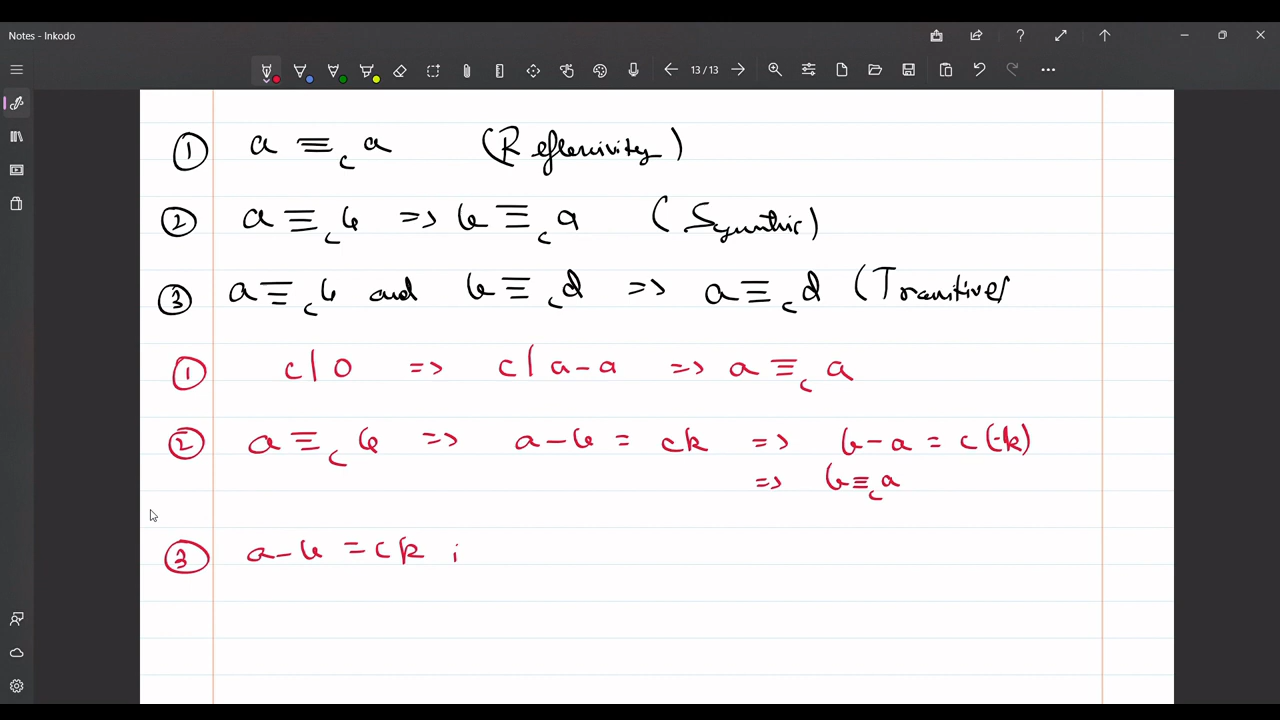 Notes - Inkodo
13 / 13
① a ≡c a (Reflexivity)
② a ≡c b => b ≡c a (Symmetric)
③ a ≡c b and b ≡c d => a ≡c d (Transitive)
① c | 0 => c | a - a => a ≡c a
② a ≡c b => a - b = ck => b - a = c(-k)
=> b ≡c a
③ a - b = ck ;